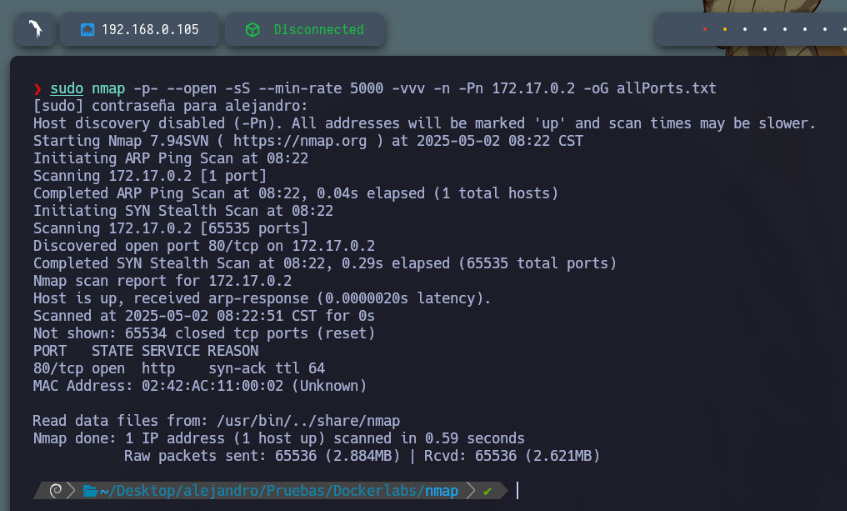 192.168.0.105
Disconnected
❯ sudo nmap -p- --open -sS --min-rate 5000 -vvv -n -Pn 172.17.0.2 -oG allPorts.txt
[sudo] contraseña para alejandro:
Host discovery disabled (-Pn). All addresses will be marked 'up' and scan times may be slower.
Starting Nmap 7.94SVN ( https://nmap.org ) at 2025-05-02 08:22 CST
Initiating ARP Ping Scan at 08:22
Scanning 172.17.0.2 [1 port]
Completed ARP Ping Scan at 08:22, 0.04s elapsed (1 total hosts)
Initiating SYN Stealth Scan at 08:22
Scanning 172.17.0.2 [65535 ports]
Discovered open port 80/tcp on 172.17.0.2
Completed SYN Stealth Scan at 08:22, 0.29s elapsed (65535 total ports)
Nmap scan report for 172.17.0.2
Host is up, received arp-response (0.0000020s latency).
Scanned at 2025-05-02 08:22:51 CST for 0s
Not shown: 65534 closed tcp ports (reset)
PORT   STATE SERVICE REASON
80/tcp open  http    syn-ack ttl 64
MAC Address: 02:42:AC:11:00:02 (Unknown)
Read data files from: /usr/bin/../share/nmap
Nmap done: 1 IP address (1 host up) scanned in 0.59 seconds
Raw packets sent: 65536 (2.884MB) | Rcvd: 65536 (2.621MB)
~/Desktop/alejandro/Pruebas/Dockerlabs/nmap